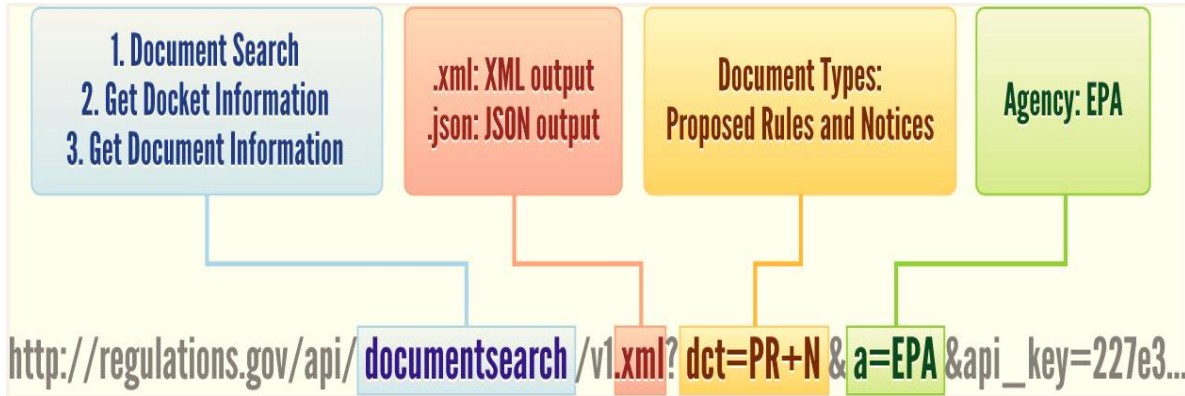 1. Document Search
2. Get Docket Information
3. Get Document Information
.xml: XML output
.json: JSON output
Document Types:
Proposed Rules and Notices
Agency: EPA
http://regulations.gov/api/documentsearch/v1.xml?dct=PR+N&a=EPA&api_key=227e3...